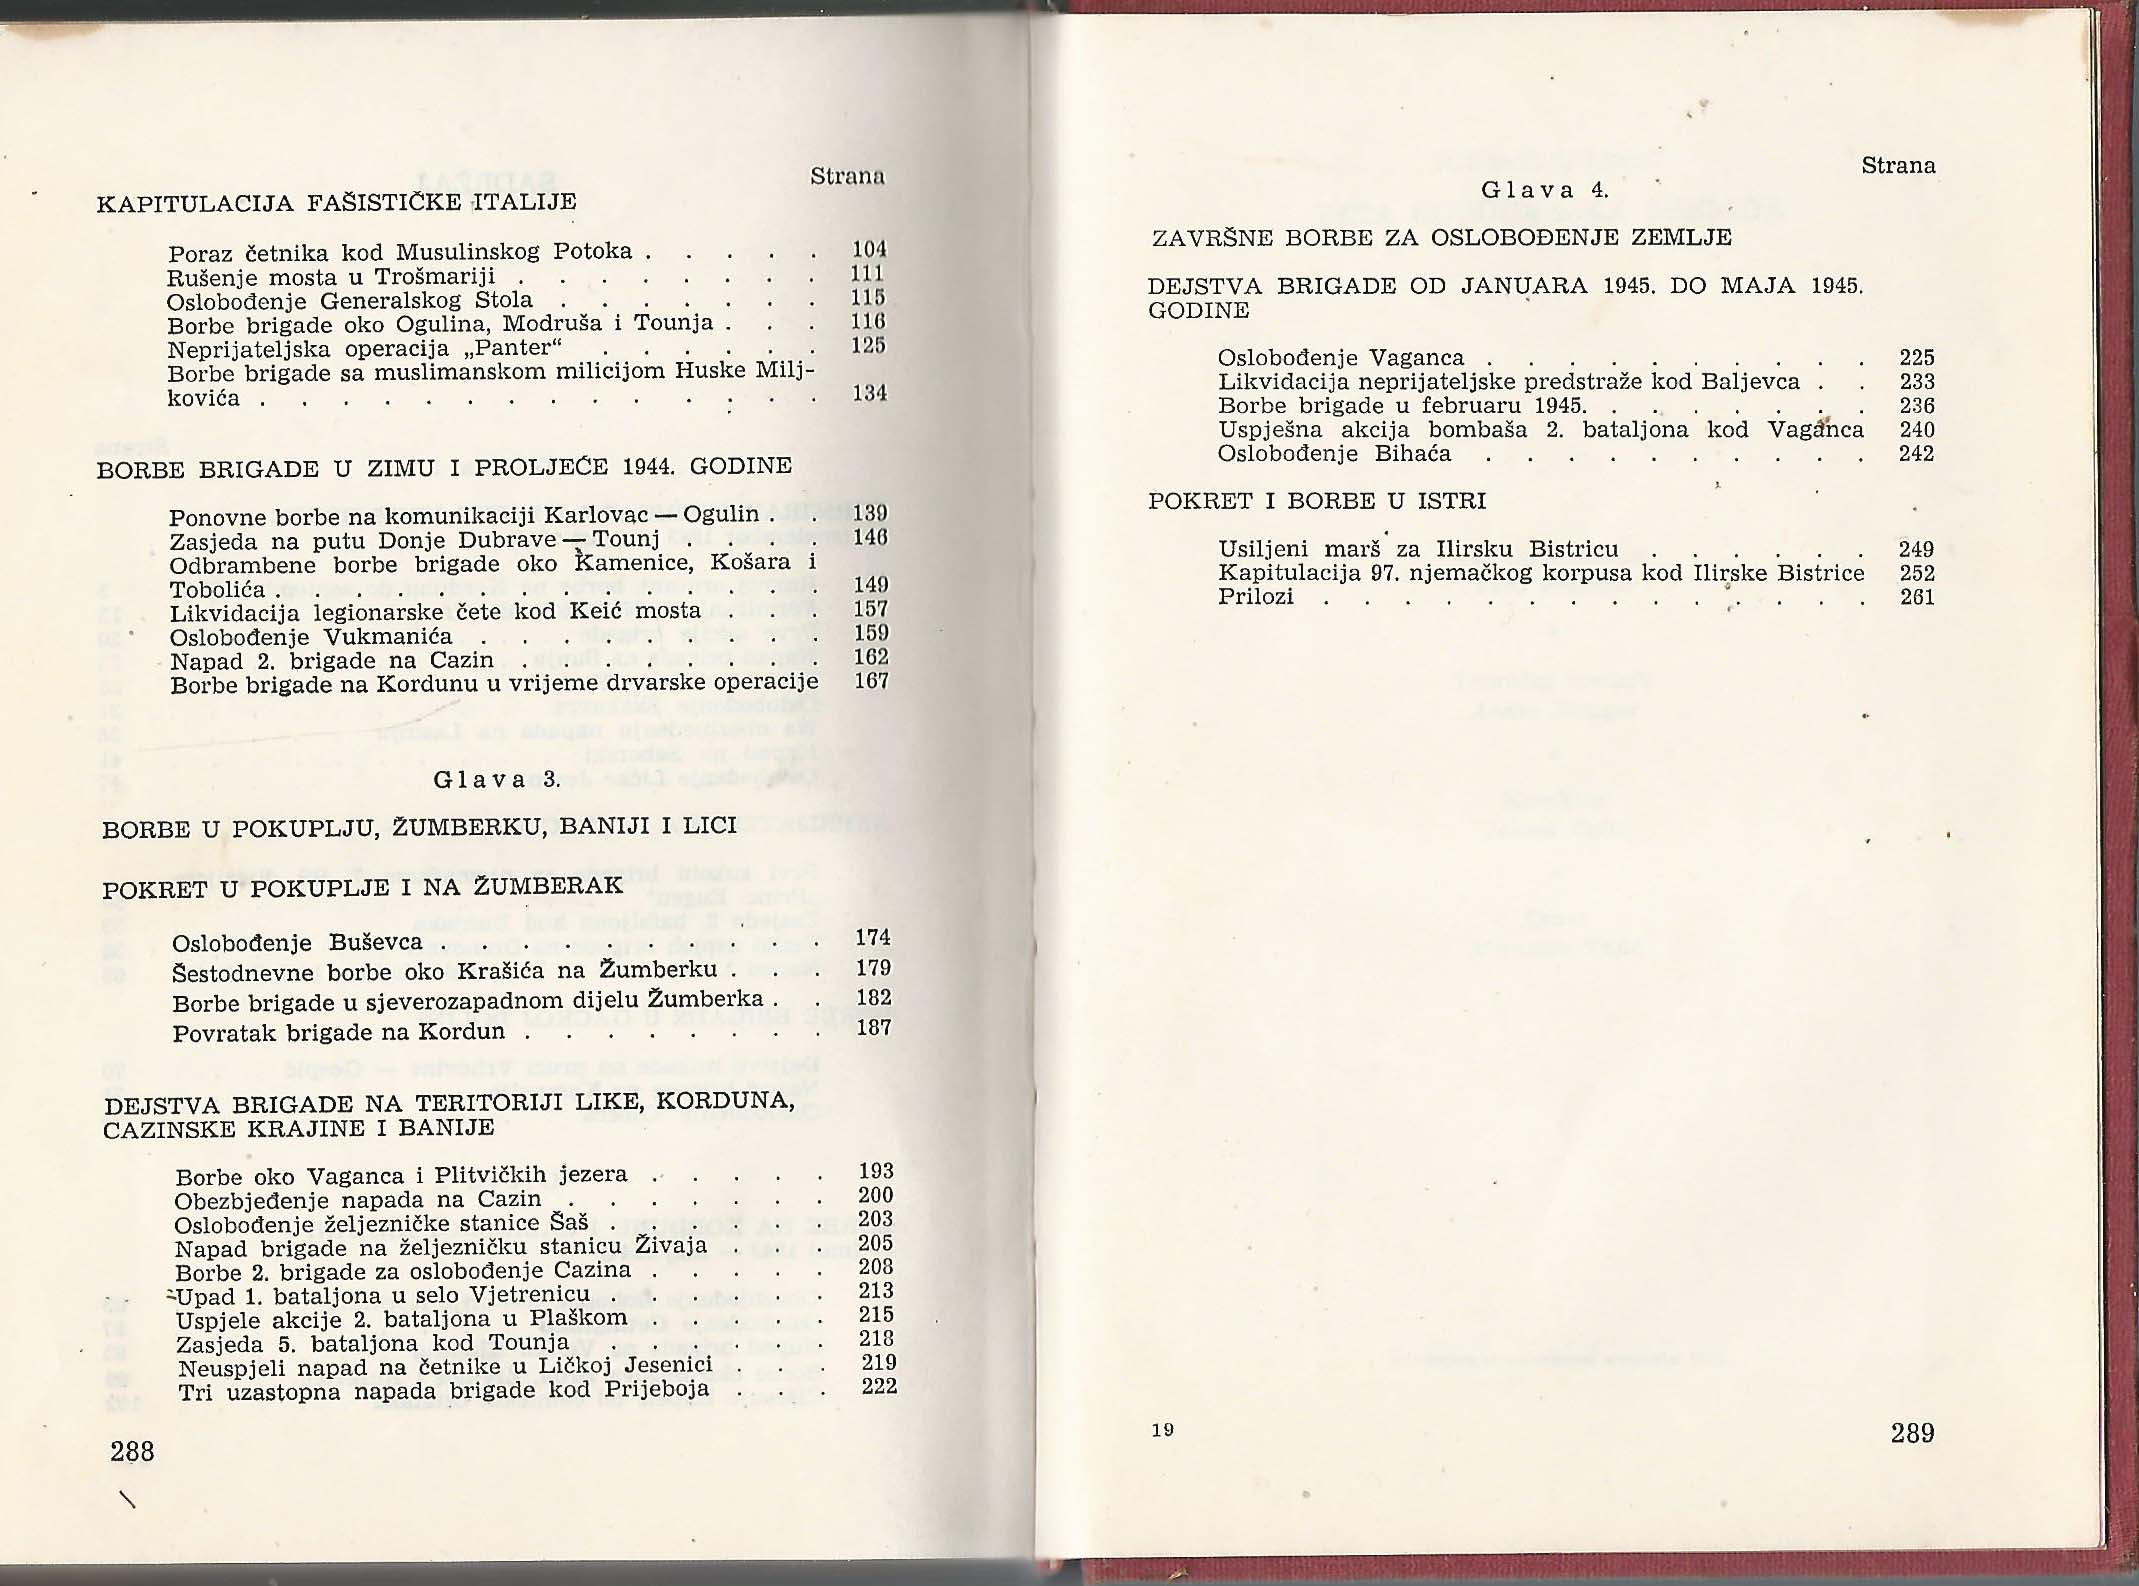 Strana
KAPITULACIJA FAŠISTIČKE ITALIJE
Poraz četnika kod Musulinskog Potoka . . . . . 104
Rušenje mosta u Trošmariji . . . . . . . . 111
Oslobođenje Generalskog Stola . . . . . . . 115
Borbe brigade oko Ogulina, Modruša i Tounja . . . 116
Neprijateljska operacija „Panter“ . . . . . . 125
Borbe brigade sa muslimanskom milicijom Huske Milj-
kovića . . . . . . . . . . . . . . 134
BORBE BRIGADE U ZIMU I PROLJEĆE 1944. GODINE
Ponovne borbe na komunikaciji Karlovac — Ogulin . . 139
Zasjeda na putu Donje Dubrave — Tounj . . . . 146
Odbrambene borbe brigade oko Kamenice, Košara i
Tobolića . . . . . . . . . . . . . . 149
Likvidacija legionarske čete kod Keić mosta . . . 157
Oslobođenje Vukmanića . . . . . . . . . 159
Napad 2. brigade na Cazin . . . . . . . . 162
Borbe brigade na Kordunu u vrijeme drvarske operacije 167
Glava 3.
BORBE U POKUPLJU, ŽUMBERKU, BANIJI I LICI
POKRET U POKUPLJE I NA ŽUMBERAK
Oslobođenje Buševca . . . . . . . . . . 174
Šestodnevne borbe oko Krašića na Žumberku . . . 179
Borbe brigade u sjeverozapadnom dijelu Žumberka . . 182
Povratak brigade na Kordun . . . . . . . . 187
DEJSTVA BRIGADE NA TERITORIJI LIKE, KORDUNA,
CAZINSKE KRAJINE I BANIJE
Borbe oko Vaganca i Plitvičkih jezera . . . . . 193
Obezbjeđenje napada na Cazin . . . . . . . 200
Oslobođenje željezničke stanice Šaš . . . . . . 203
Napad brigade na željezničku stanicu Živaja . . . 205
Borbe 2. brigade za oslobođenje Cazina . . . . . 208
Upad 1. bataljona u selo Vjetrenicu . . . . . . 213
Uspjele akcije 2. bataljona u Plaškom . . . . . 215
Zasjeda 5. bataljona kod Tounja . . . . . . 218
Neuspjeli napad na četnike u Ličkoj Jesenici . . . 219
Tri uzastopna napada brigade kod Prijeboja . . . 222
288
Strana
Glava 4.
ZAVRŠNE BORBE ZA OSLOBOĐENJE ZEMLJE
DEJSTVA BRIGADE OD JANUARA 1945. DO MAJA 1945.
GODINE
Oslobođenje Vaganca . . . . . . . . . . 225
Likvidacija neprijateljske predstraže kod Baljevca . . 233
Borbe brigade u februaru 1945. . . . . . . . 236
Uspješna akcija bombaša 2. bataljona kod Vaganca 240
Oslobođenje Bihaća . . . . . . . . . . 242
POKRET I BORBE U ISTRI
Usiljeni marš za Ilirsku Bistricu . . . . . . 249
Kapitulacija 97. njemačkog korpusa kod Ilirske Bistrice 252
Prilozi . . . . . . . . . . . . . . 261
19
289